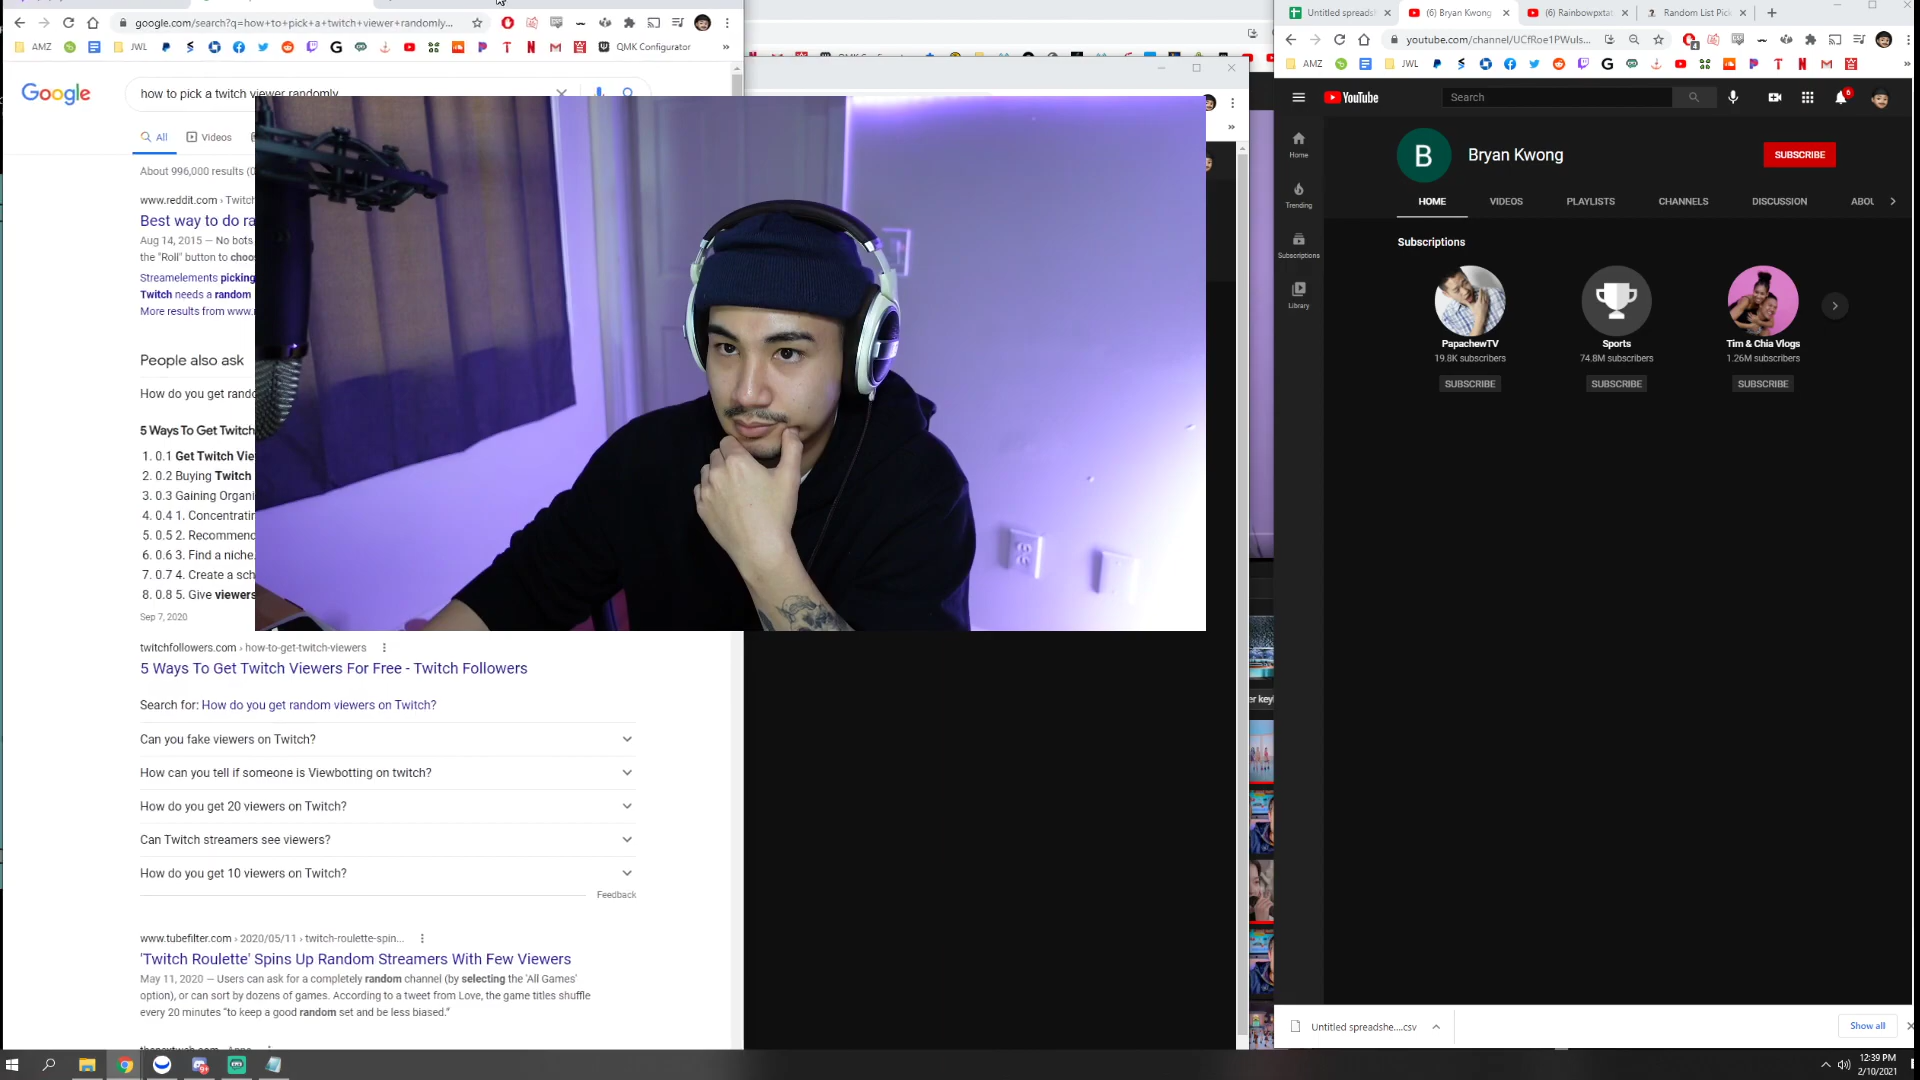 google.com/search?q=how+to+pick+a+twitch+viewer+randomly...
AMZ
JWL
QMK Configurator
»
Google
how to pick a twitch viewer randomly
All
Videos
About 996,000 results (0
www.reddit.com › Twitc
Best way to do ra
Aug 14, 2015 — No bots
the "Roll" button to choo
Streamelements picking
Twitch needs a random
More results from www.r
People also ask
How do you get rand
5 Ways To Get Twitch
1. 0.1 Get Twitch Vie
2. 0.2 Buying Twitch
3. 0.3 Gaining Organi
4. 0.4 1. Concentratin
5. 0.5 2. Recommen
6. 0.6 3. Find a niche.
7. 0.7 4. Create a sch
8. 0.8 5. Give viewers
Sep 7, 2020
twitchfollowers.com › how-to-get-twitch-viewers
5 Ways To Get Twitch Viewers For Free - Twitch Followers
Search for: How do you get random viewers on Twitch?
Can you fake viewers on Twitch?
How can you tell if someone is Viewbotting on twitch?
How do you get 20 viewers on Twitch?
Can Twitch streamers see viewers?
How do you get 10 viewers on Twitch?
Feedback
www.tubefilter.com › 2020/05/11 › twitch-roulette-spin...
'Twitch Roulette' Spins Up Random Streamers With Few Viewers
May 11, 2020 — Users can ask for a completely random channel (by selecting the 'All Games'
option), or can sort by dozens of games. According to a tweet from Love, the game titles shuffle
every 20 minutes "to keep a good random set and be less biased."
»
er key
Untitled spreads
(6) Bryan Kwong
(6) Rainbowpxta
Random List Pick
youtube.com/channel/UCfRoe1PWuls...
AMZ
JWL
»
YouTube
Search
6
Home
Trending
Subscriptions
Library
B
Bryan Kwong
SUBSCRIBE
HOME
VIDEOS
PLAYLISTS
CHANNELS
DISCUSSION
ABOU
Subscriptions
PapachewTV
19.8K subscribers
SUBSCRIBE
Sports
74.8M subscribers
SUBSCRIBE
Tim & Chia Vlogs
1.26M subscribers
SUBSCRIBE
Untitled spreadshe....csv
Show all
12:39 PM
2/10/2021